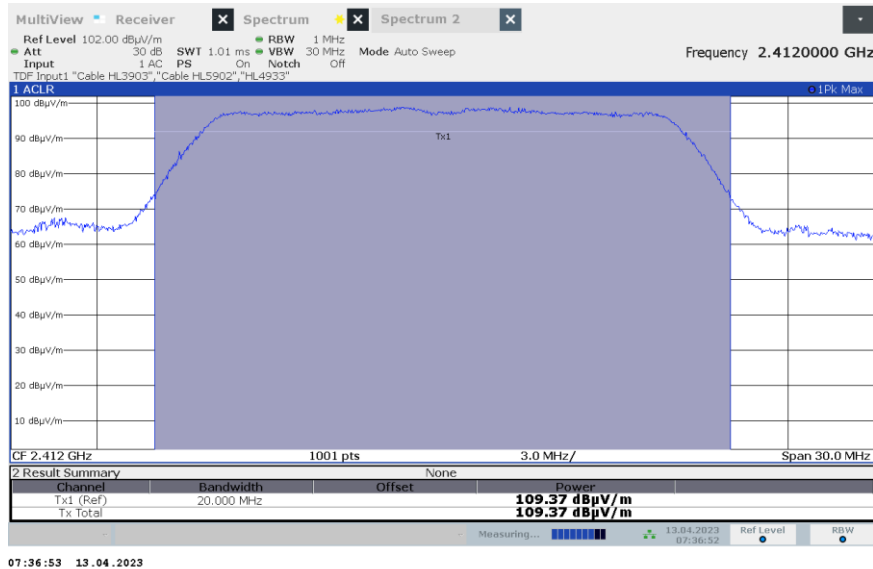 MultiView Receiver X Spectrum X Spectrum 2 X
Ref Level 102.00 dBµV/m RBW 1 MHz
Att 30 dB SWT 1.01 ms VBW 30 MHz Mode Auto Sweep Frequency 2.4120000 GHz
Input 1 AC PS On Notch Off
TDF Input1 "Cable HL3903","Cable HL5902","HL4933"
1 ACLR 1Pk Max
100 dBµV/m
90 dBµV/m
Tx1
80 dBµV/m
70 dBµV/m
60 dBµV/m
50 dBµV/m
40 dBµV/m
30 dBµV/m
20 dBµV/m
10 dBµV/m
CF 2.412 GHz 1001 pts 3.0 MHz/ Span 30.0 MHz
2 Result Summary None
Channel Bandwidth Offset Power
Tx1 (Ref) 20.000 MHz 109.37 dBµV/m
Tx Total 109.37 dBµV/m
Measuring... 13.04.2023 Ref Level RBW
07:36:52
07:36:53 13.04.2023